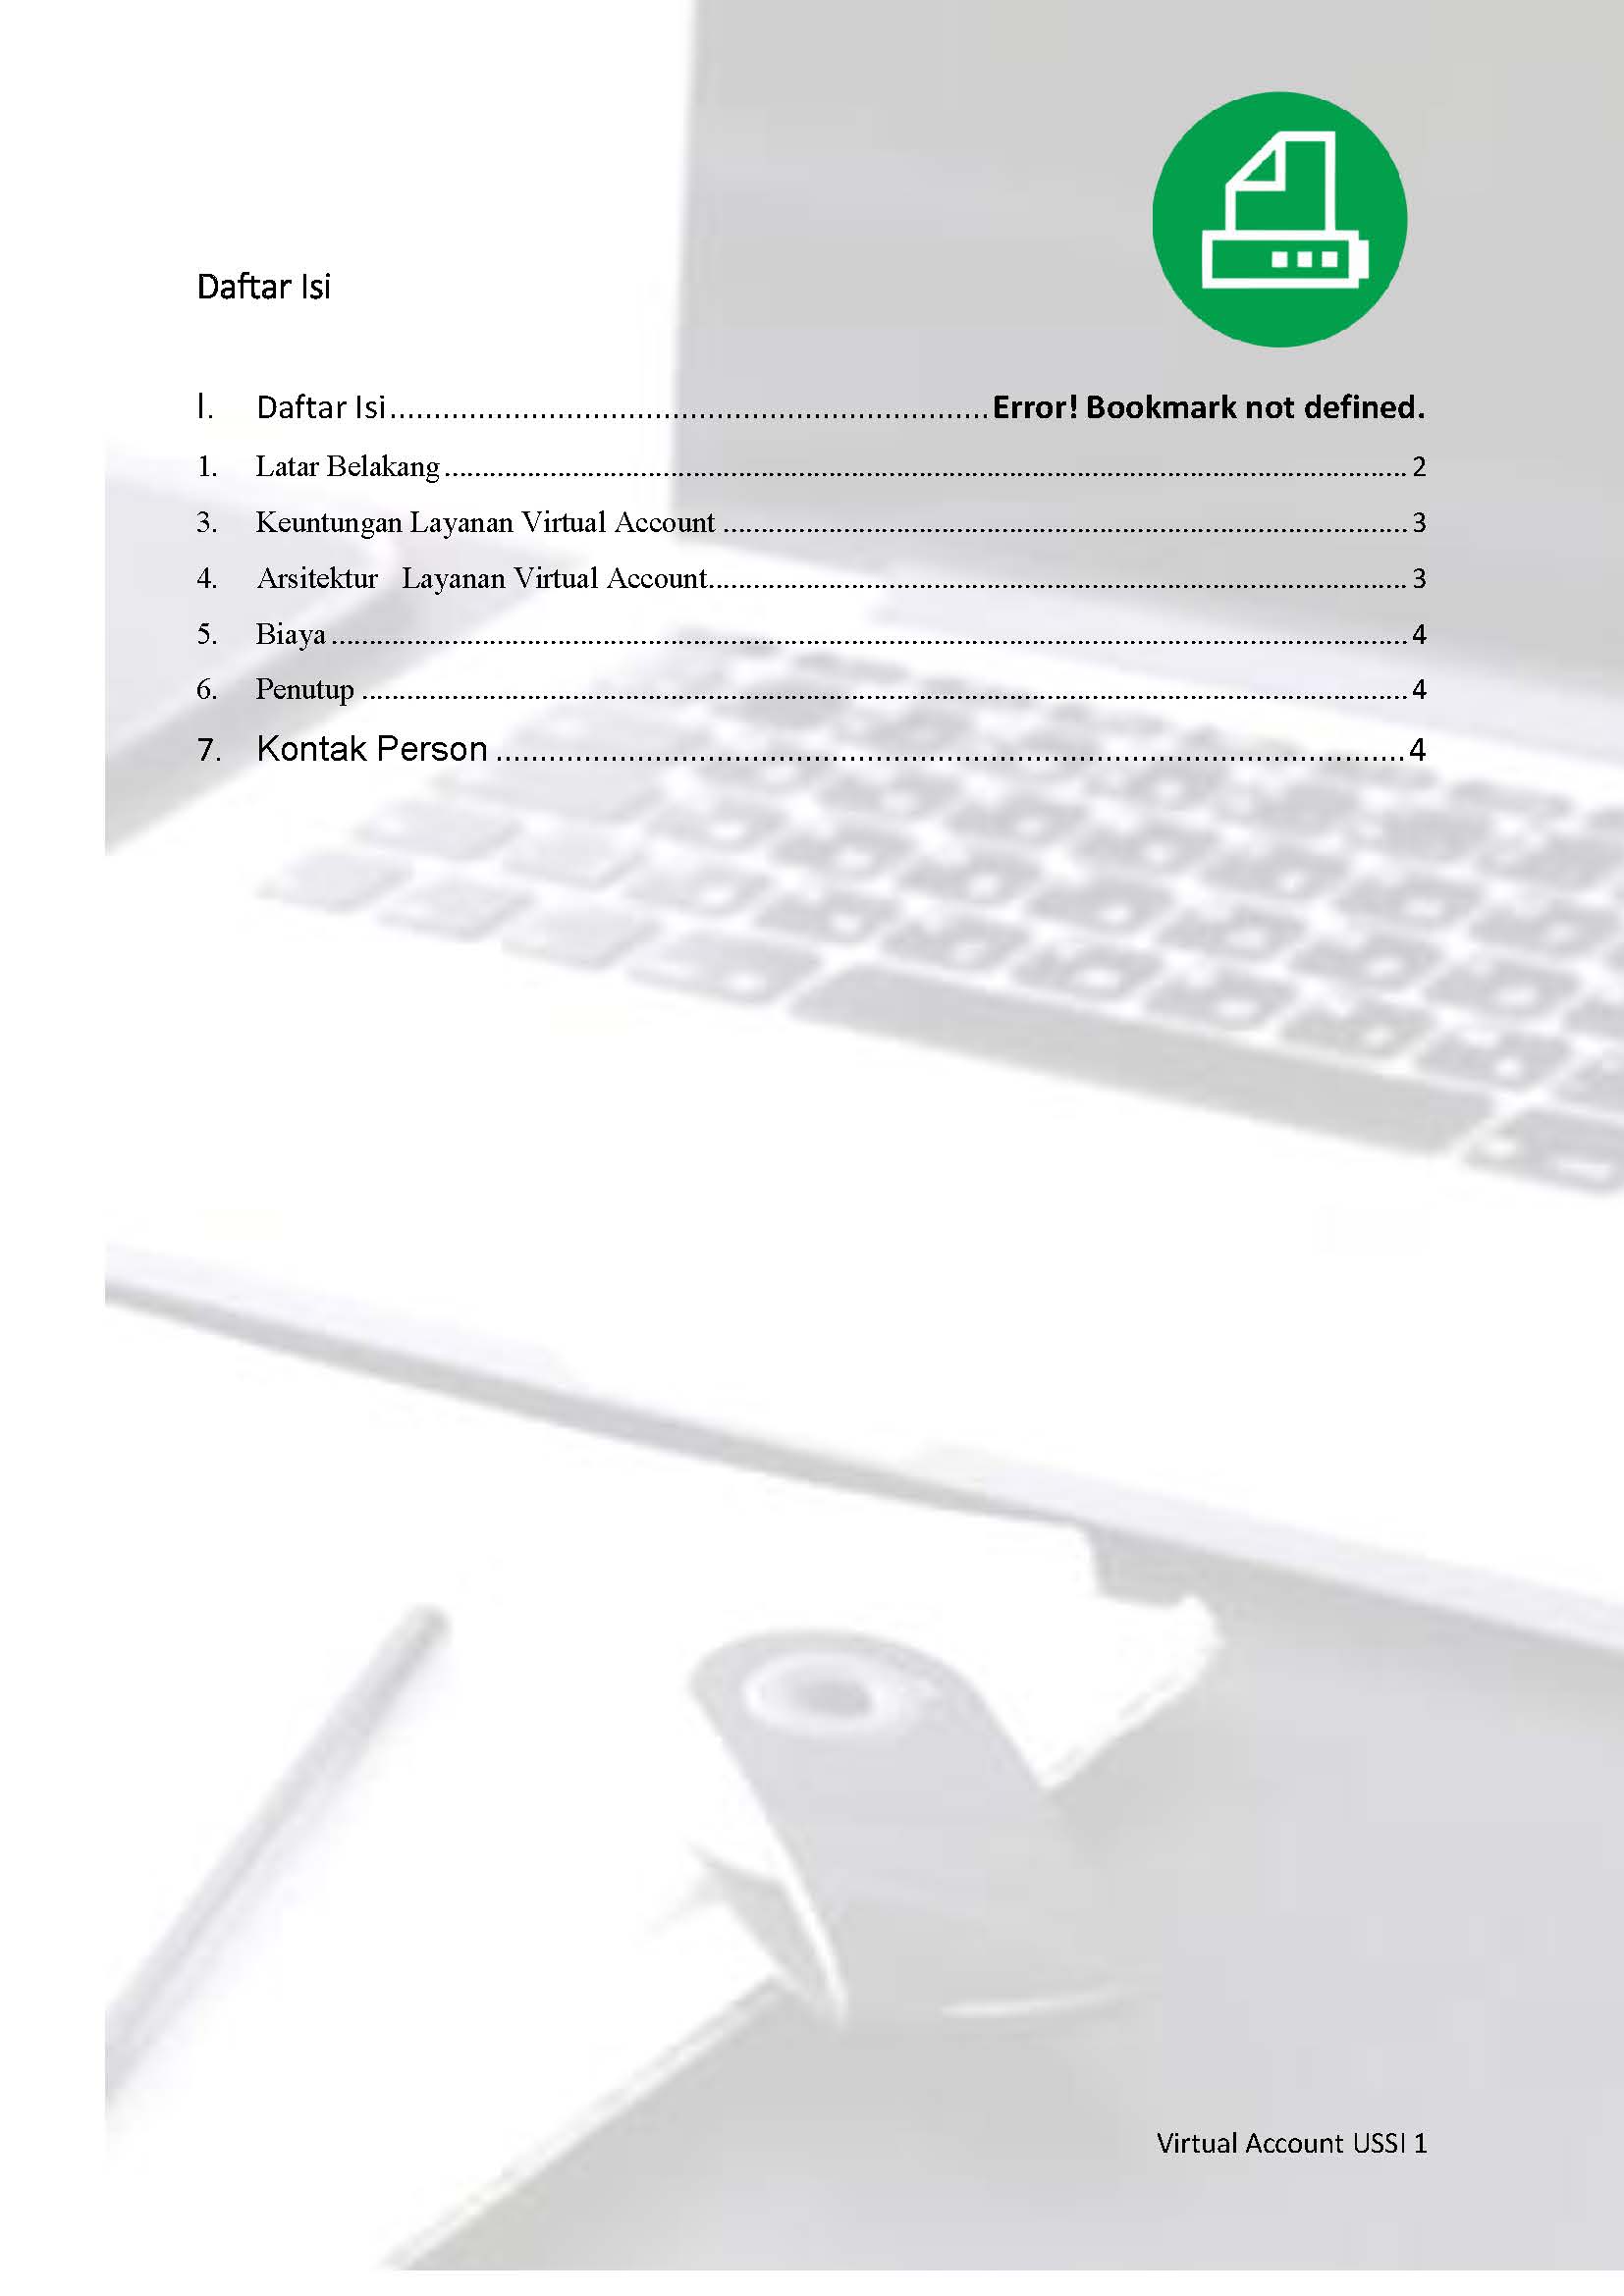 Daftar Isi
I. Daftar Isi....................................................................Error! Bookmark not defined.
1. Latar Belakang................................................................................................................................2
3. Keuntungan Layanan Virtual Account ...........................................................................................3
4. Arsitektur Layanan Virtual Account.............................................................................................3
5. Biaya ...............................................................................................................................................4
6. Penutup ...........................................................................................................................................4
7. Kontak Person .......................................................................................................4
Virtual Account USSI 1